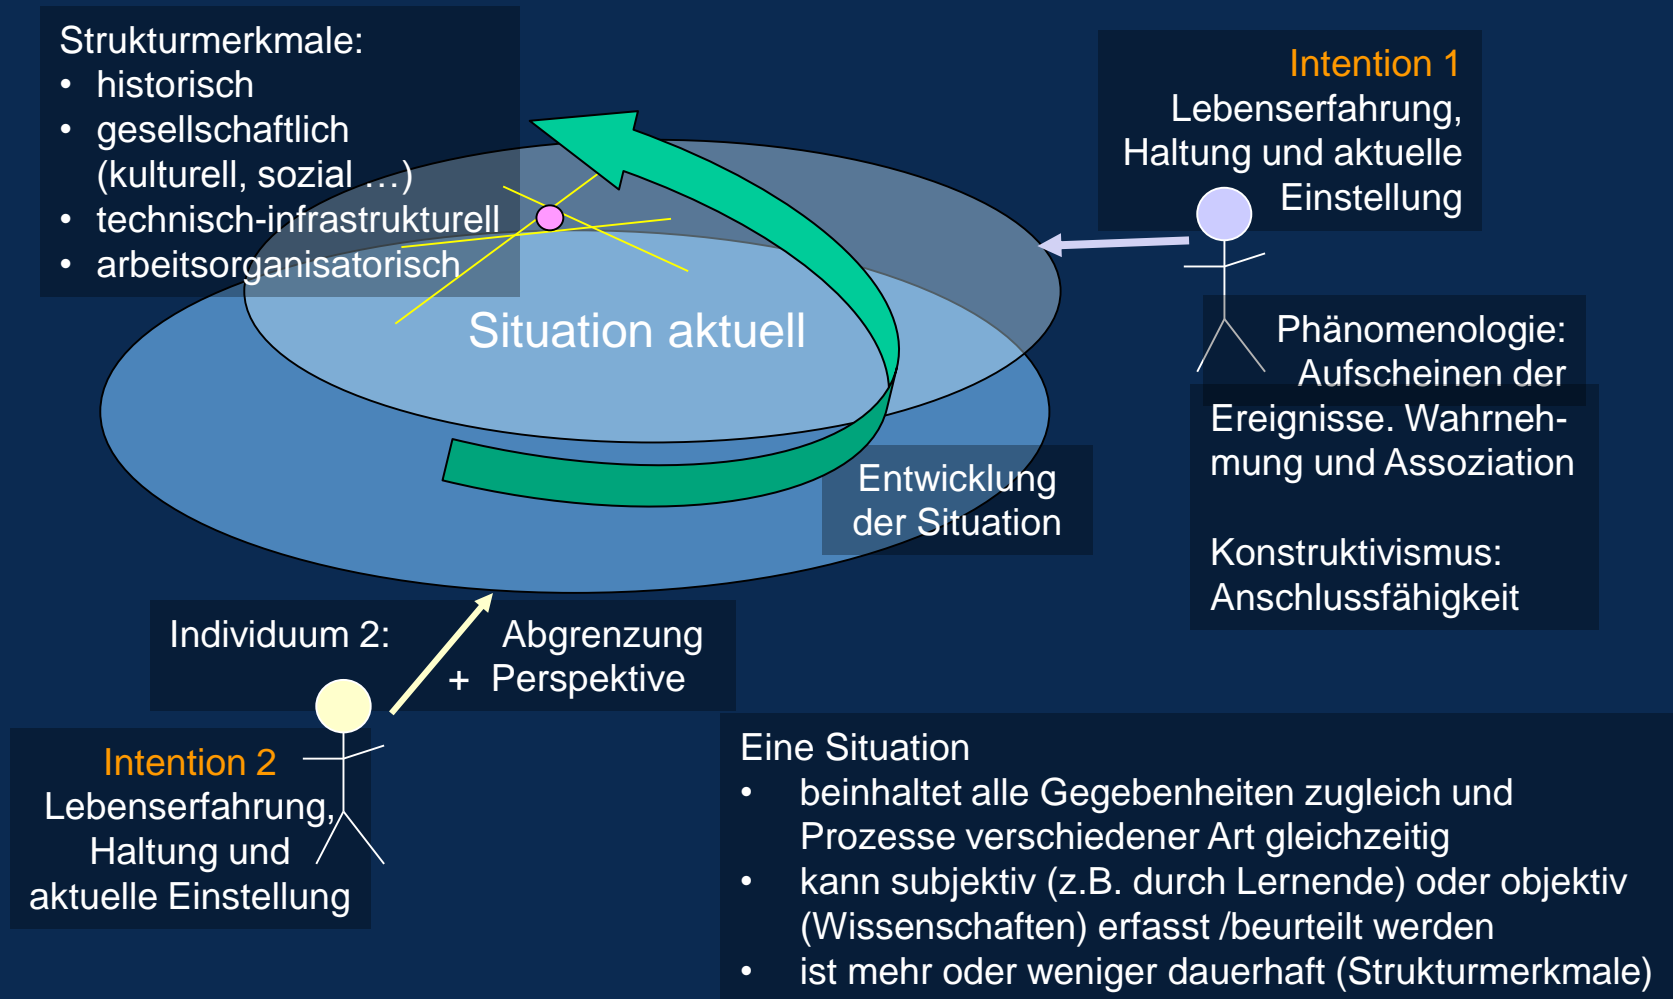 Strukturmerkmale:
• historisch
• gesellschaftlich
(kulturell, sozial …)
• technisch-infrastrukturell
• arbeitsorganisatorisch
Intention 1
Lebenserfahrung,
Haltung und aktuelle
Einstellung
Situation aktuell
Phänomenologie:
Aufscheinen der
Ereignisse. Wahrneh-
mung und Assoziation
Konstruktivismus:
Anschlussfähigkeit
Entwicklung
der Situation
Individuum 2: Abgrenzung
+ Perspektive
Intention 2
Lebenserfahrung,
Haltung und
aktuelle Einstellung
Eine Situation
• beinhaltet alle Gegebenheiten zugleich und
Prozesse verschiedener Art gleichzeitig
• kann subjektiv (z.B. durch Lernende) oder objektiv
(Wissenschaften) erfasst /beurteilt werden
• ist mehr oder weniger dauerhaft (Strukturmerkmale)